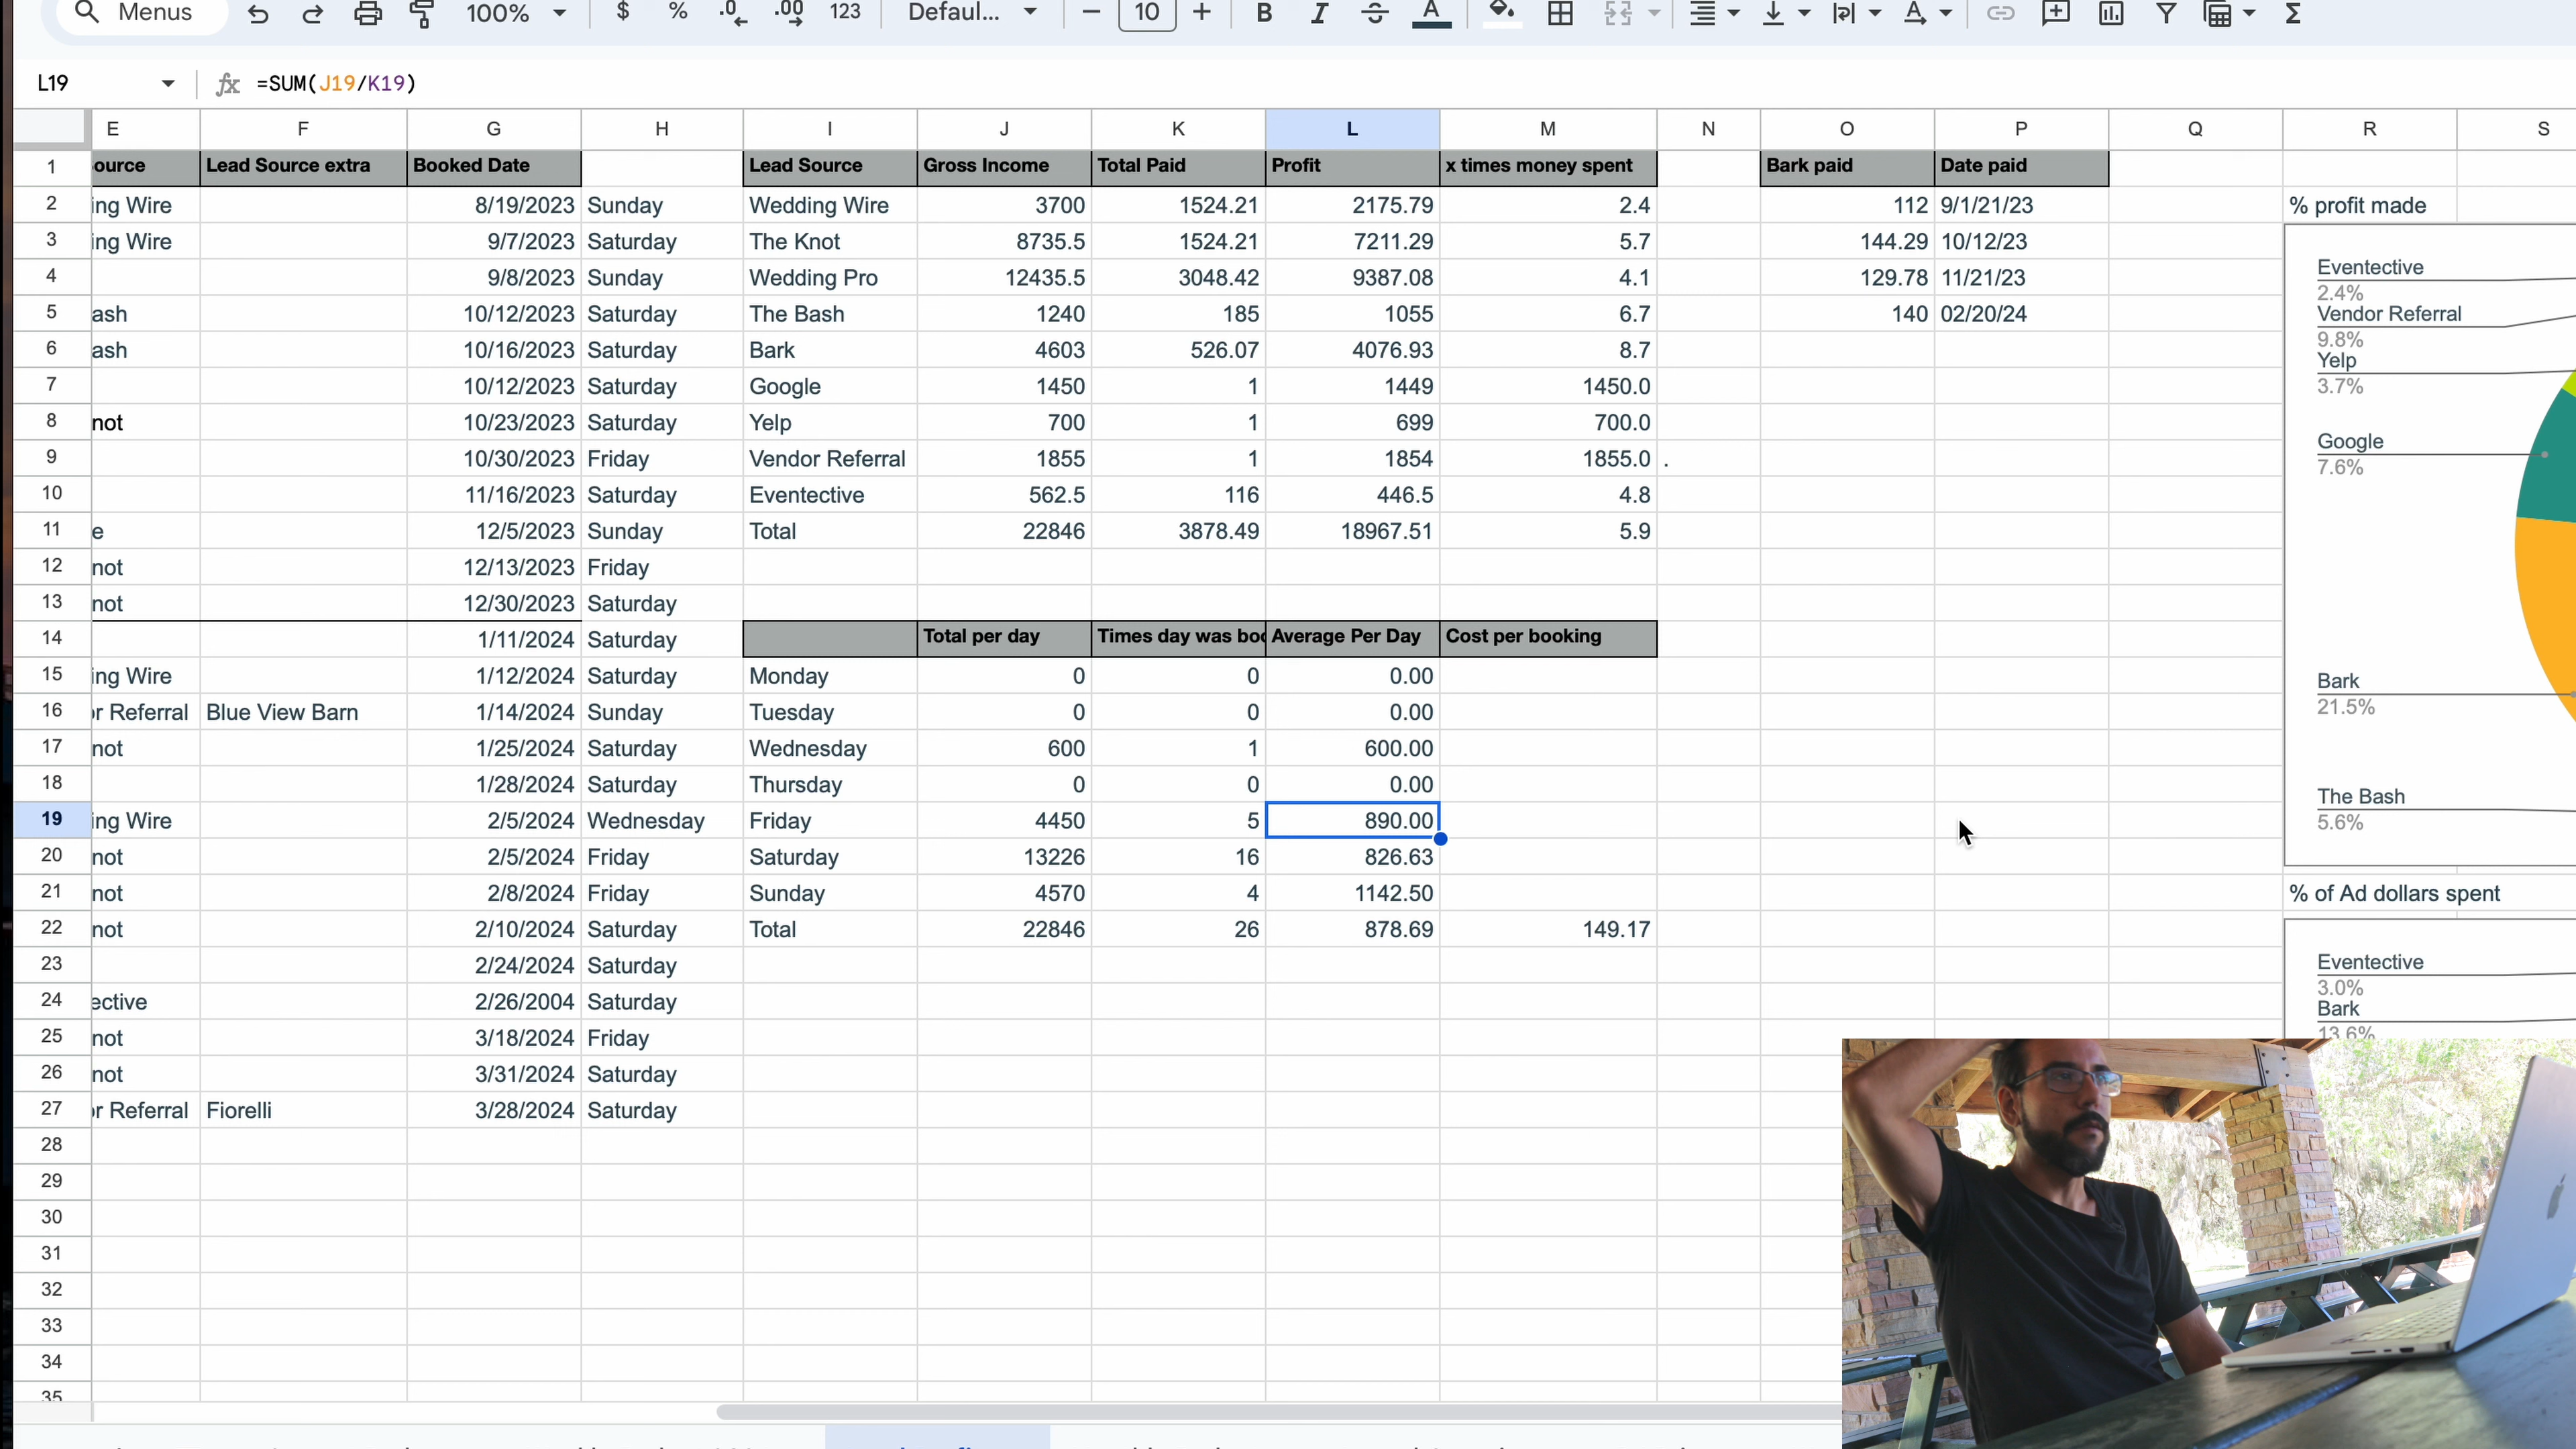 Menus 100% $ % .0 .00 123 Defaul... 10 B I A Σ
L19 fx =SUM(J19/K19)
E F G H I J K L M N O P Q R S
1 ource Lead Source extra Booked Date Lead Source Gross Income Total Paid Profit x times money spent Bark paid Date paid
2 ing Wire 8/19/2023 Sunday Wedding Wire 3700 1524.21 2175.79 2.4 112 9/1/21/23 % profit made
3 ing Wire 9/7/2023 Saturday The Knot 8735.5 1524.21 7211.29 5.7 144.29 10/12/23
4 9/8/2023 Sunday Wedding Pro 12435.5 3048.42 9387.08 4.1 129.78 11/21/23
Eventective
2.4%
5 ash 10/12/2023 Saturday The Bash 1240 185 1055 6.7 140 02/20/24
Vendor Referral
9.8%
6 ash 10/16/2023 Saturday Bark 4603 526.07 4076.93 8.7
Yelp
3.7%
7 10/12/2023 Saturday Google 1450 1 1449 1450.0
8 not 10/23/2023 Saturday Yelp 700 1 699 700.0
Google
7.6%
9 10/30/2023 Friday Vendor Referral 1855 1 1854 1855.0 .
10 11/16/2023 Saturday Eventective 562.5 116 446.5 4.8
11 e 12/5/2023 Sunday Total 22846 3878.49 18967.51 5.9
12 not 12/13/2023 Friday
13 not 12/30/2023 Saturday
14 1/11/2024 Saturday Total per day Times day was boo Average Per Day Cost per booking
15 ing Wire 1/12/2024 Saturday Monday 0 0 0.00
Bark
21.5%
16 or Referral Blue View Barn 1/14/2024 Sunday Tuesday 0 0 0.00
17 not 1/25/2024 Saturday Wednesday 600 1 600.00
18 1/28/2024 Saturday Thursday 0 0 0.00
The Bash
5.6%
19 ing Wire 2/5/2024 Wednesday Friday 4450 5 890.00
20 not 2/5/2024 Friday Saturday 13226 16 826.63
21 not 2/8/2024 Friday Sunday 4570 4 1142.50 % of Ad dollars spent
22 not 2/10/2024 Saturday Total 22846 26 878.69 149.17
23 2/24/2024 Saturday
Eventective
3.0%
24 ective 2/26/2004 Saturday
Bark
13.6%
25 not 3/18/2024 Friday
26 not 3/31/2024 Saturday
27 or Referral Fiorelli 3/28/2024 Saturday
28
29
30
31
32
33
34
35